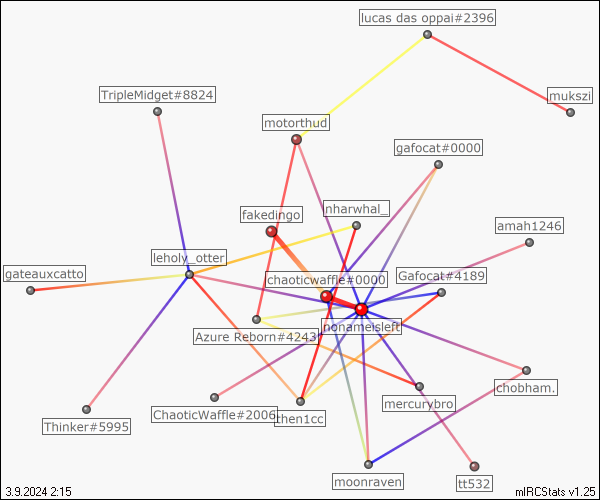 lucas das oppai#2396
TripleMidget#8824
mukszi
motorthud
gafocat#0000
fakedingo
nharwhal_
amah1246
leholy_otter
gateauxcatto
chaoticwaffle#0000
Gafocat#4189
Azure Reborn#4243
nonameisleft
chobham.
mercurybro
ChaoticWaffle#2006
then1cc
Thinker#5995
moonraven
tt532
3.9.2024 2:15
mIRCStats v1.25